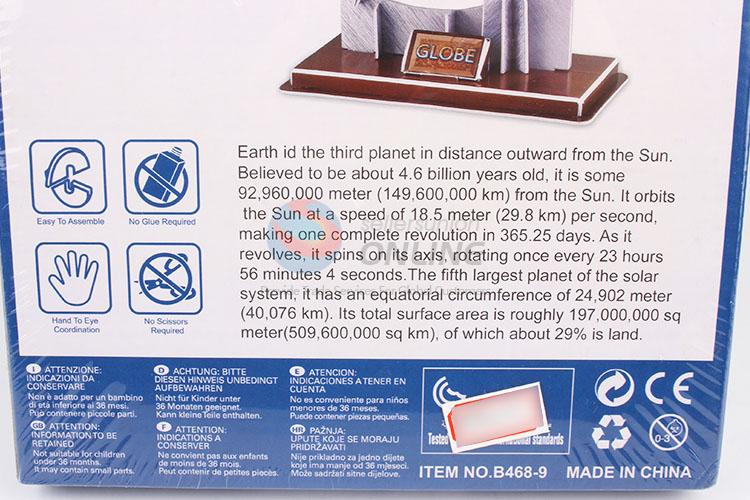 GLOBE
Earth id the third planet in distance outward from the Sun.
Believed to be about 4.6 billion years old, it is some
92,960,000 meter (149,600,000 km) from the Sun. It orbits
the Sun at a speed of 18.5 meter (29.8 km) per second,
making one complete revolution in 365.25 days. As it
revolves, it spins on its axis, rotating once every 23 hours
56 minutes 4 seconds.The fifth largest planet of the solar
system, it has an equatorial circumference of 24,902 meter
(40,076 km). Its total surface area is roughly 197,000,000 sq
meter(509,600,000 sq km), of which about 29% is land.
Easy To Assemble
No Glue Required
Hand To Eye
Coordination
No Scissors
Required
sellersunion
ONLINE
I ATTENZIONE:
INDICAZIONI DA
CONSERVARE
Non è adatto per un bambino
di età inferiore ai 36 mesi.
Può contenere piccole parti.
D ACHTUNG: BITTE
DIESEN HINWEIS UNBEDINGT
AUFBEWAHREN
Nicht für Kinder unter
36 Monaten geeignet.
Kann kleine Teile enthalten.
E ATENCION:
INDICACIONES A TENER EN
CUENTA
No es conveniente para niños
menores de 36 meses.
Puede contener piezas pequeñas.
GB ATTENTION:
INFORMATION TO BE
RETAINED
Not suitable for children
under 36 months.
It may contain small parts.
F ATTENTION:
INDICATIONS A
CONSERVER
Ne convient pas aux enfants
de moins de 36 mois.
Peut contenir de petites pieces.
HR PAŽNJA:
UPUTE KOJE SE MORAJU
PRIDRŽAVATI
Nije prikladno za jedno dijete
koje ima manje od 36 mjeseci.
Može sadržati sitne dijelove.
Tested standards
CE
0-3
ITEM NO.B468-9
MADE IN CHINA